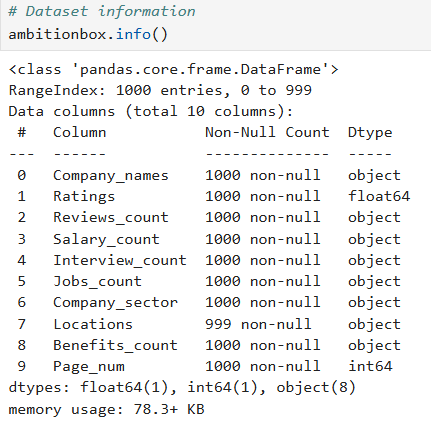 # Dataset information
ambitionbox.info()
<class 'pandas.core.frame.DataFrame'>
RangeIndex: 1000 entries, 0 to 999
Data columns (total 10 columns):
 #   Column           Non-Null Count  Dtype
---  ------           --------------  -----
 0   Company_names    1000 non-null   object
 1   Ratings          1000 non-null   float64
 2   Reviews_count    1000 non-null   object
 3   Salary_count     1000 non-null   object
 4   Interview_count  1000 non-null   object
 5   Jobs_count       1000 non-null   object
 6   Company_sector   1000 non-null   object
 7   Locations        999 non-null    object
 8   Benefits_count   1000 non-null   object
 9   Page_num         1000 non-null   int64
dtypes: float64(1), int64(1), object(8)
memory usage: 78.3+ KB